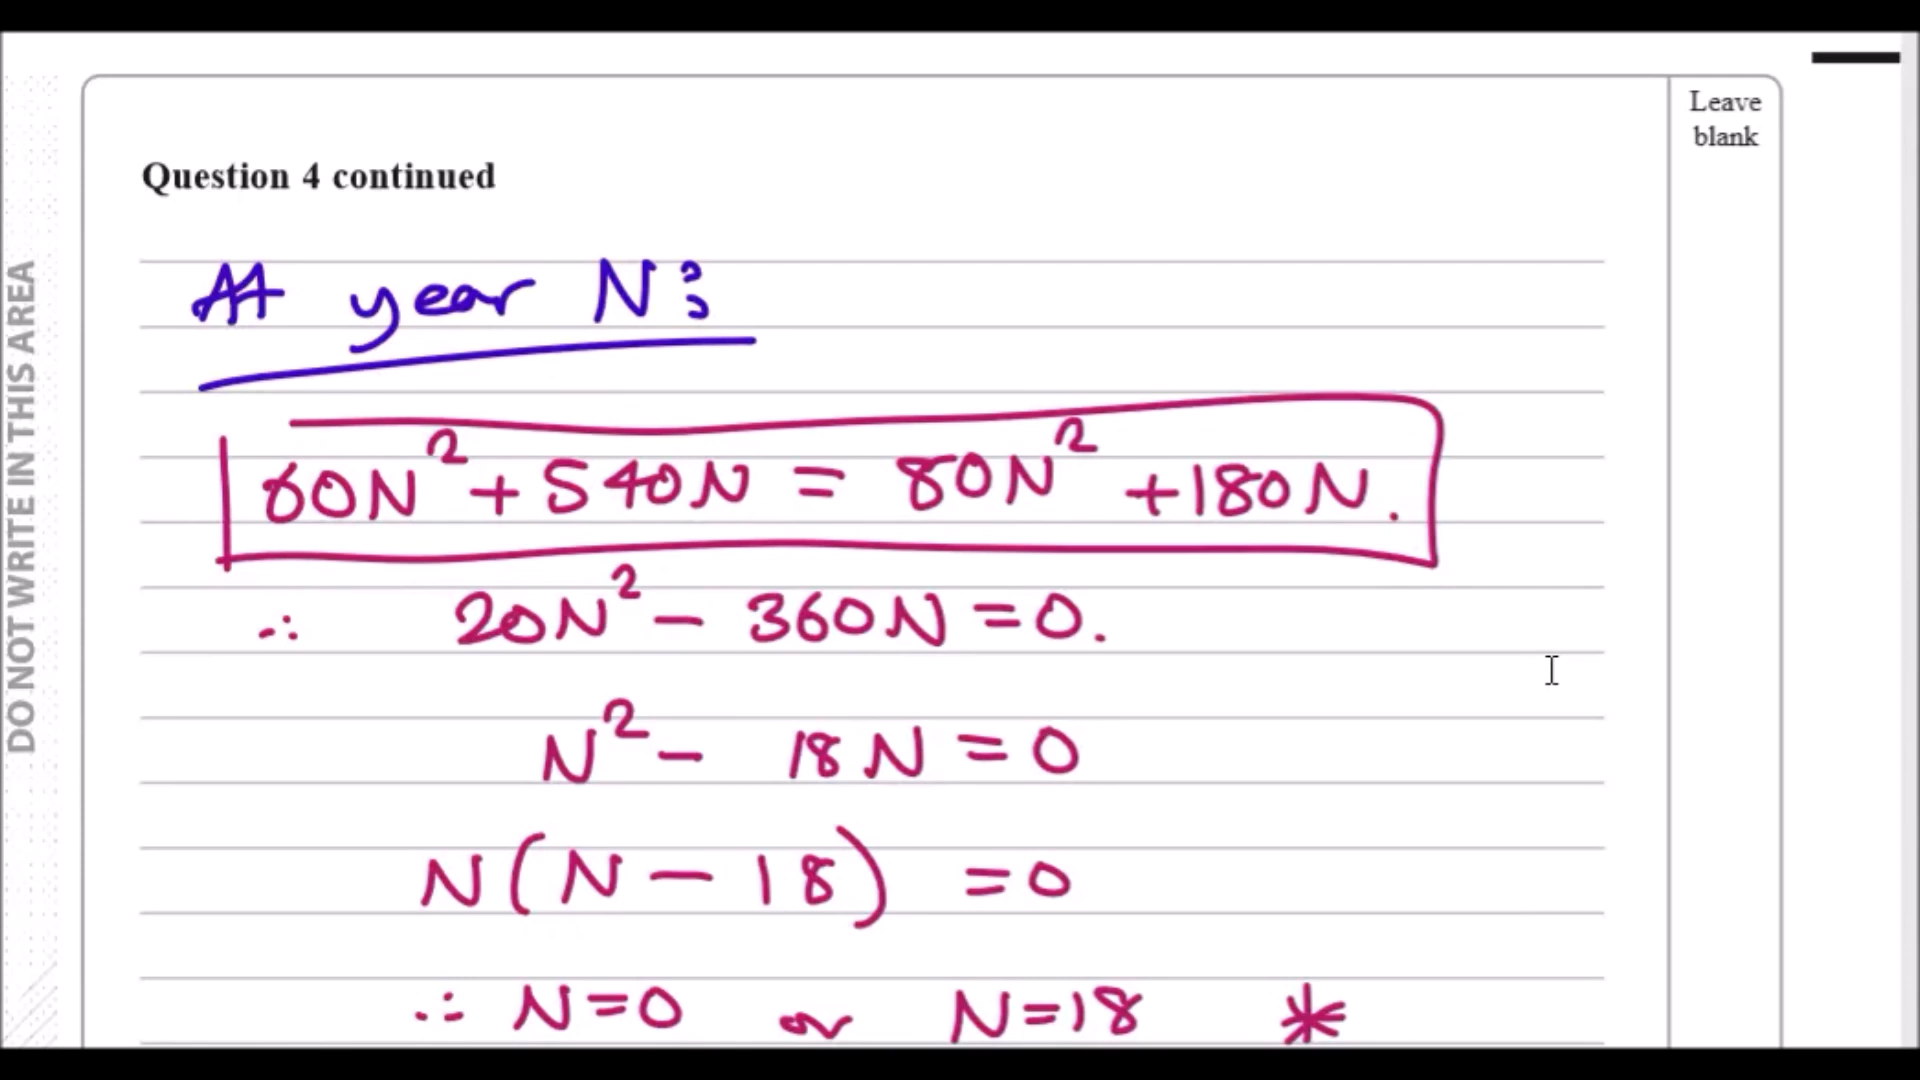 Leave
blank
Question 4 continued
At year N:
60N² + 540N = 80N² + 180N.
∴ 20N² - 360N = 0.
N² - 18N = 0
N(N - 18) = 0
∴ N = 0 or N = 18 *
DO NOT WRITE IN THIS AREA